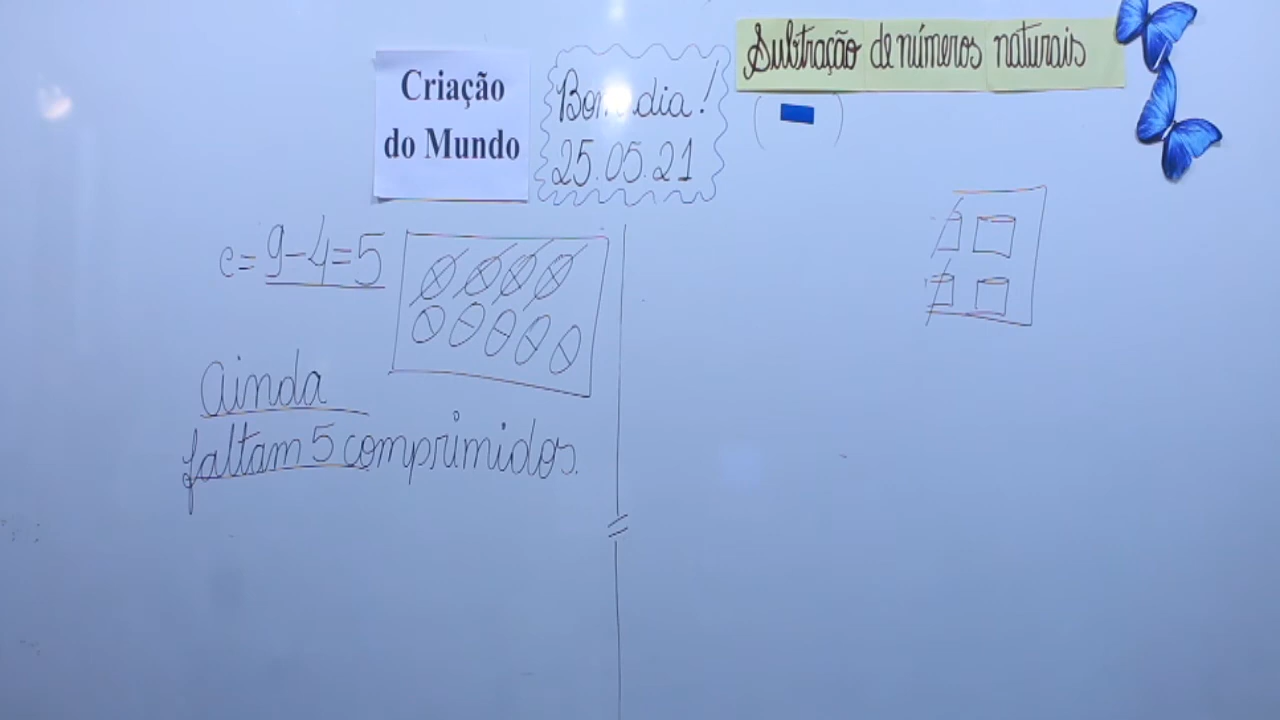 Criação
do Mundo
Bom dia!
25.05.21
Subtração de números naturais
(-)
c= 9-4=5
Ainda
faltam 5 comprimidos.